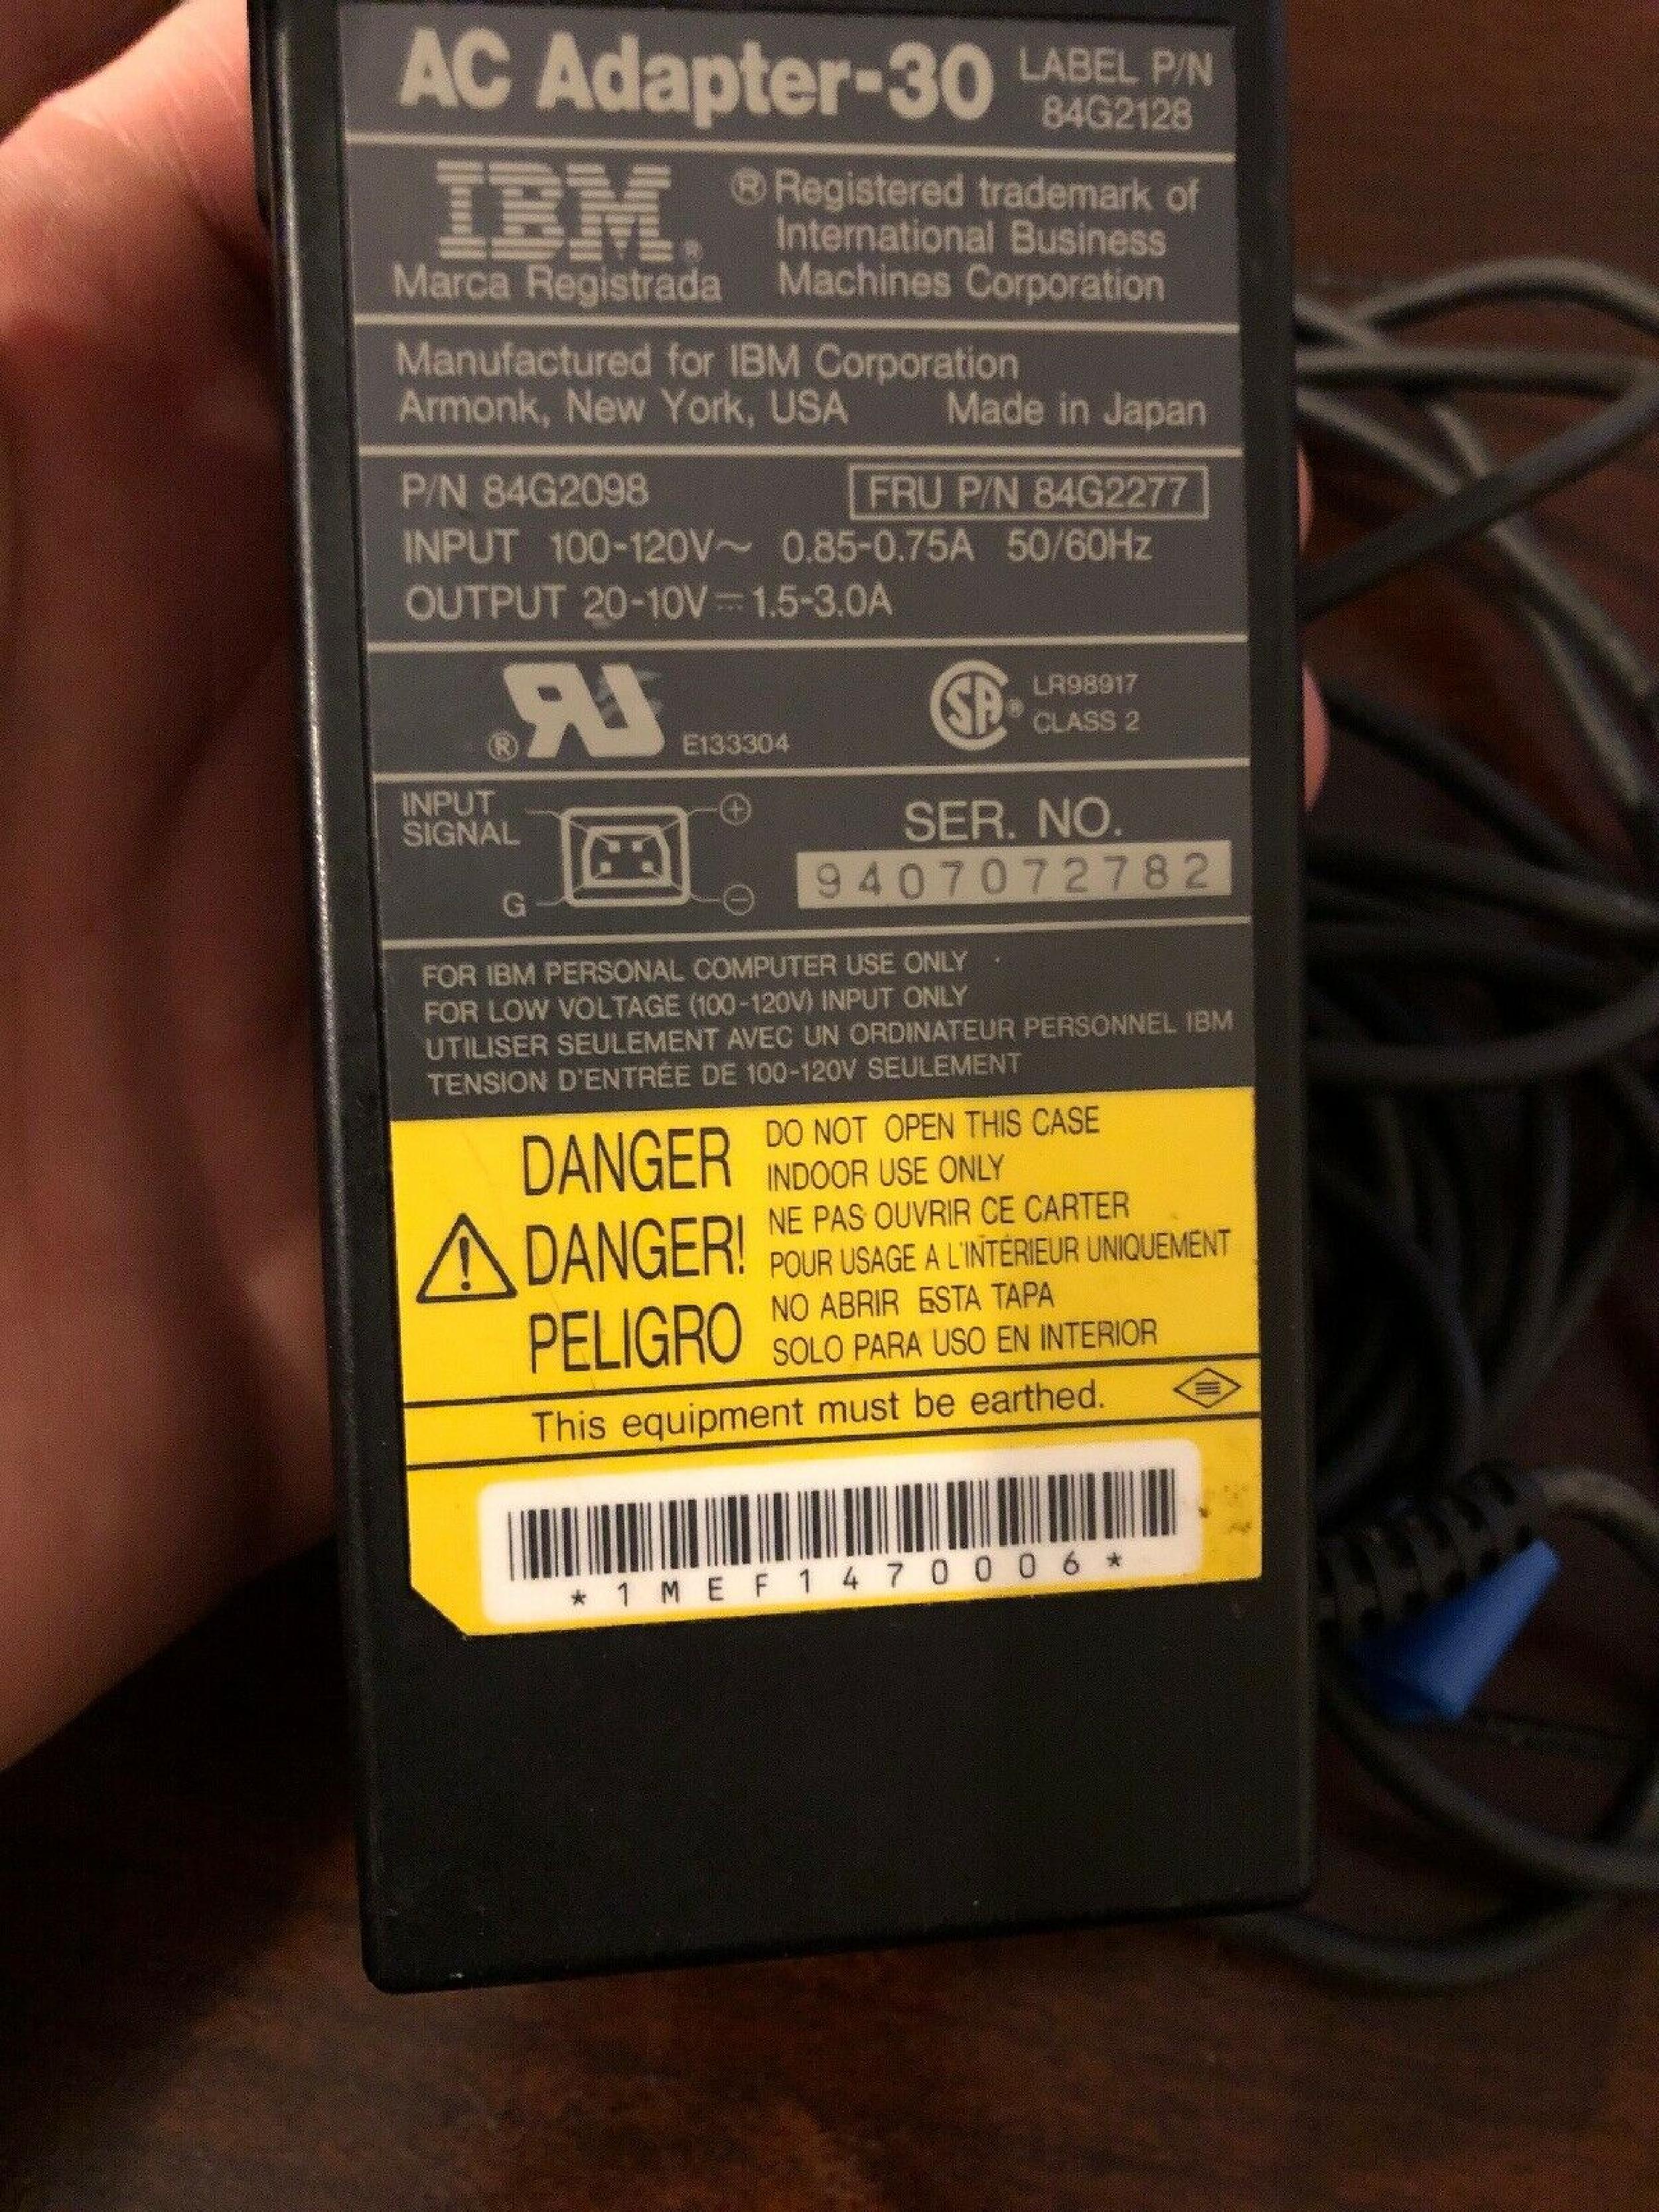 AC Adapter-30 LABEL P/N
84G2128
IBM®
Marca Registrada
® Registered trademark of
International Business
Machines Corporation
Manufactured for IBM Corporation
Armonk, New York, USA Made in Japan
P/N 84G2098 FRU P/N 84G2277
INPUT 100-120V~ 0.85-0.75A 50/60Hz
OUTPUT 20-10V⎓1.5-3.0A
® RU E133304
SA® LR98917
CLASS 2
INPUT
SIGNAL
+
G
−
SER. NO.
9407072782
FOR IBM PERSONAL COMPUTER USE ONLY
FOR LOW VOLTAGE (100-120V) INPUT ONLY
UTILISER SEULEMENT AVEC UN ORDINATEUR PERSONNEL IBM
TENSION D'ENTRÉE DE 100-120V SEULEMENT
DANGER DO NOT OPEN THIS CASE
INDOOR USE ONLY
DANGER! NE PAS OUVRIR CE CARTER
POUR USAGE A L'INTÉRIEUR UNIQUEMENT
PELIGRO NO ABRIR ESTA TAPA
SOLO PARA USO EN INTERIOR
This equipment must be earthed.
*1MEF1470006*